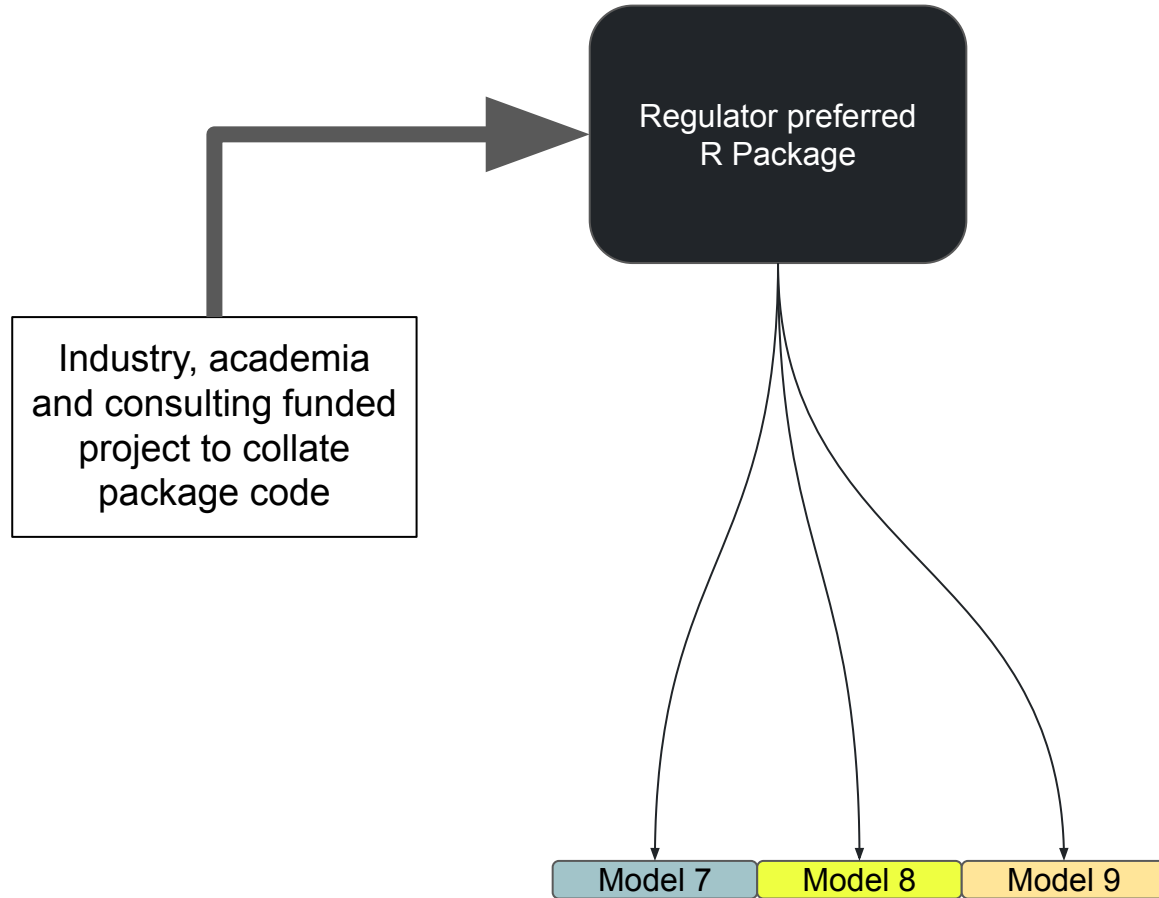 Regulator preferred
R Package
Industry, academia
and consulting funded
project to collate
package code
Model 7
Model 8
Model 9